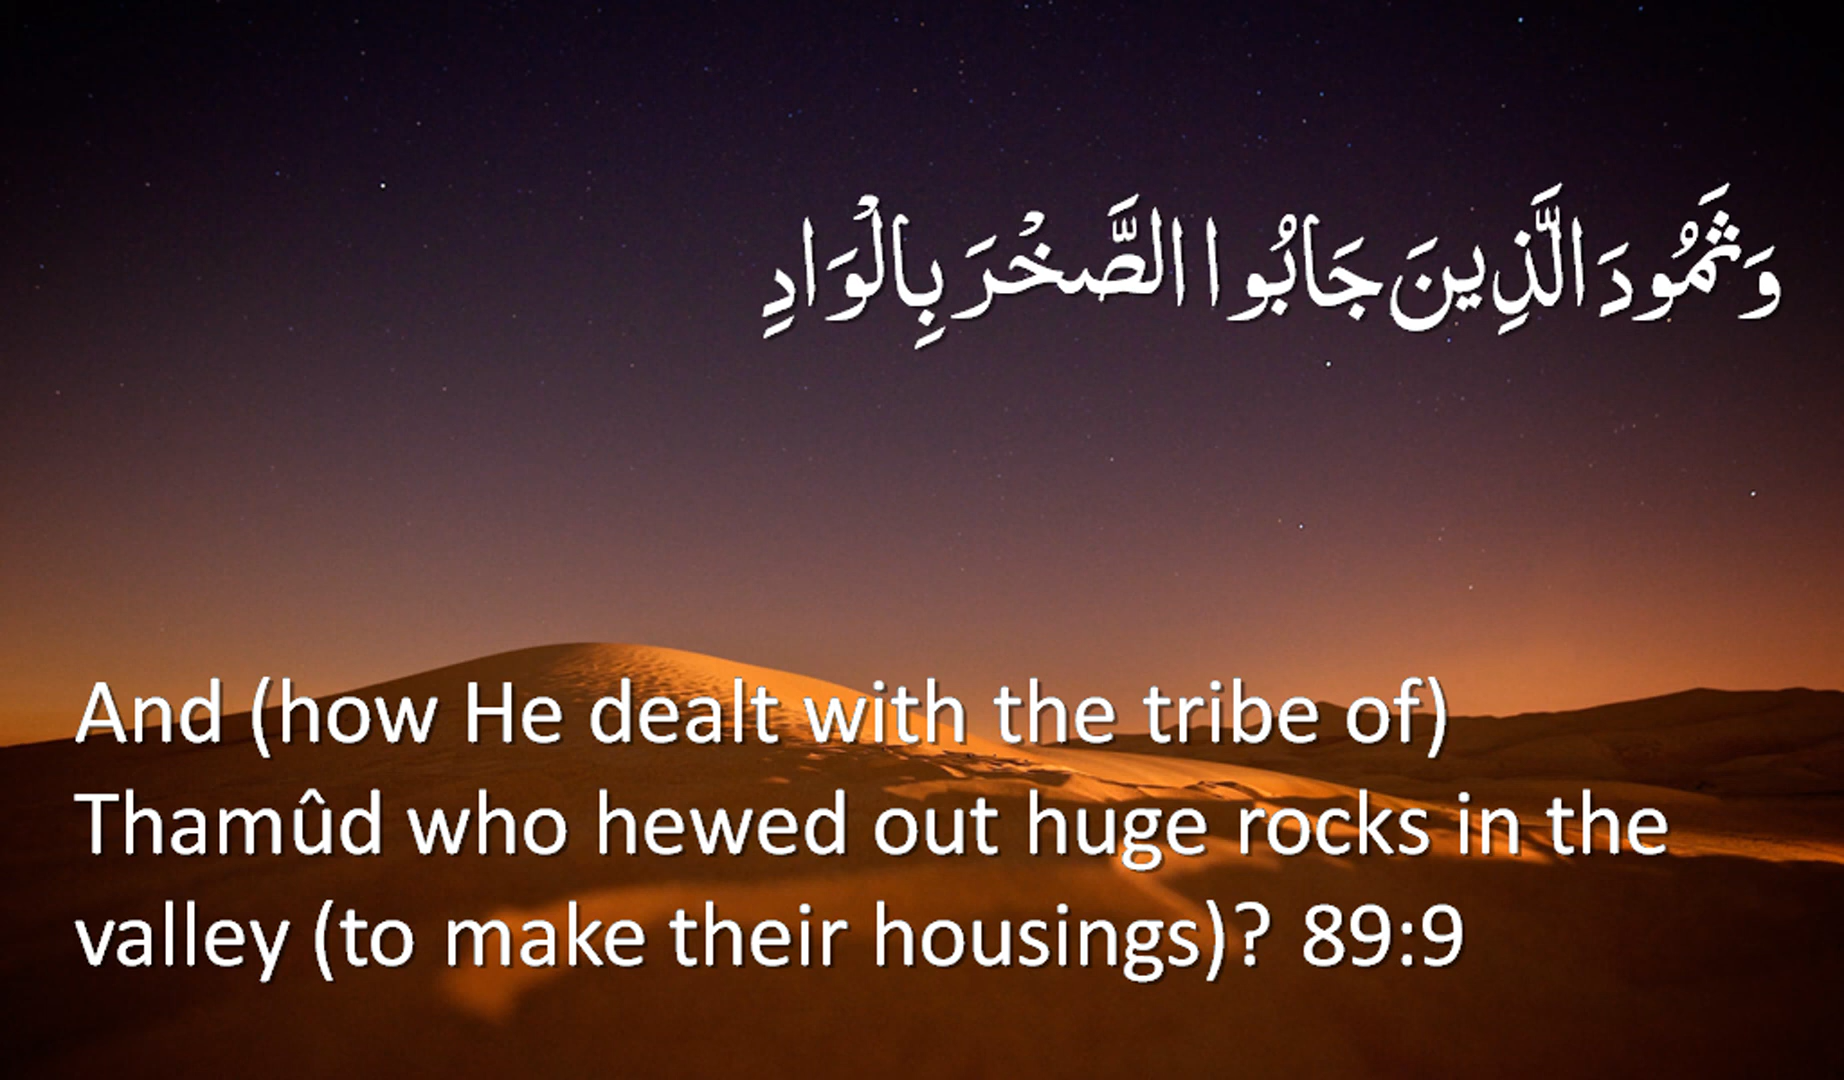 وَثَمُودَ الَّذِينَ جَابُوا الصَّخْرَ بِالْوَادِ
And (how He dealt with the tribe of)
Thamûd who hewed out huge rocks in the
valley (to make their housings)? 89:9